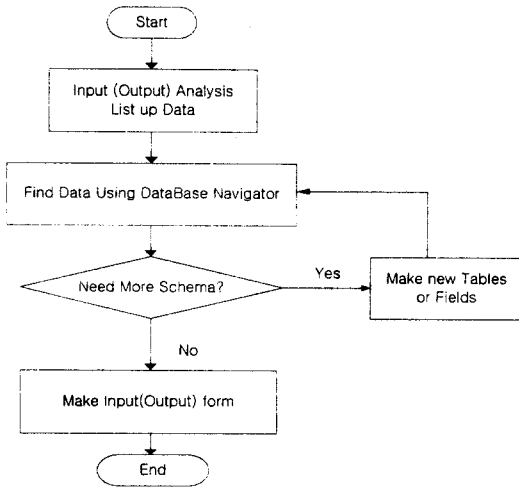 Start
Input (Output) Analysis
List up Data
Find Data Using DataBase Navigator
Need More Schema?
Yes
Make new Tables
or Fields
No
Make Input(Output) form
End